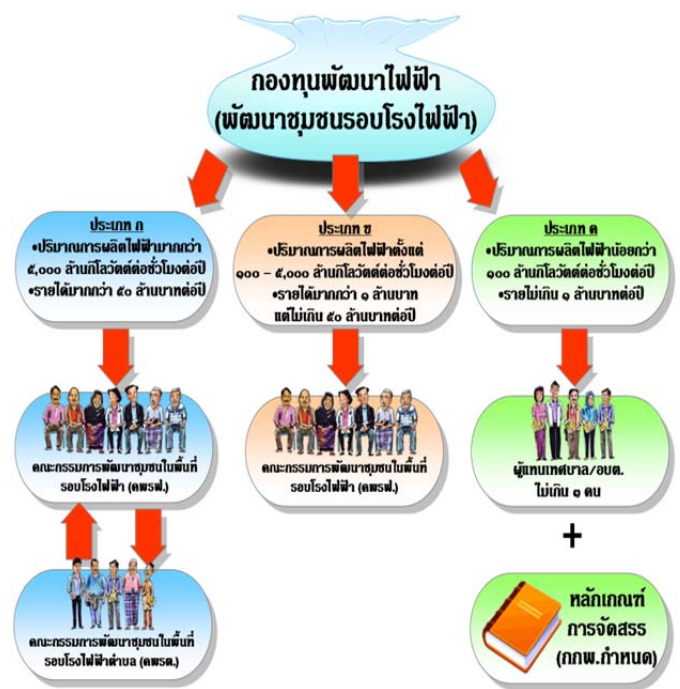 กองทุนพัฒนาไฟฟ้า
(พัฒนาชุมชนรอบโรงไฟฟ้า)
ประเภท ก
•ปริมาณการผลิตไฟฟ้ามากกว่า
๕,๐๐๐ ล้านกิโลวัตต์ต่อชั่วโมงต่อปี
•รายได้มากกว่า ๕๐ ล้านบาทต่อปี
ประเภท ข
•ปริมาณการผลิตไฟฟ้าตั้งแต่
๑๐๐ – ๕,๐๐๐ ล้านกิโลวัตต์ต่อชั่วโมงต่อปี
•รายได้มากกว่า ๑ ล้านบาท
แต่ไม่เกิน ๕๐ ล้านบาทต่อปี
ประเภท ค
•ปริมาณการผลิตไฟฟ้าน้อยกว่า
๑๐๐ ล้านกิโลวัตต์ต่อชั่วโมงต่อปี
•รายไม่เกิน ๑ ล้านบาทต่อปี
คณะกรรมการพัฒนาชุมชนในพื้นที่
รอบโรงไฟฟ้า (คพรฟ.)
คณะกรรมการพัฒนาชุมชนในพื้นที่
รอบโรงไฟฟ้า (คพรฟ.)
ผู้แทนเทศบาล/อบต.
ไม่เกิน ๑ คน
+
คณะกรรมการพัฒนาชุมชนในพื้นที่
รอบโรงไฟฟ้าตำบล (คพรต.)
หลักเกณฑ์
การจัดสรร
(กกพ.กำหนด)